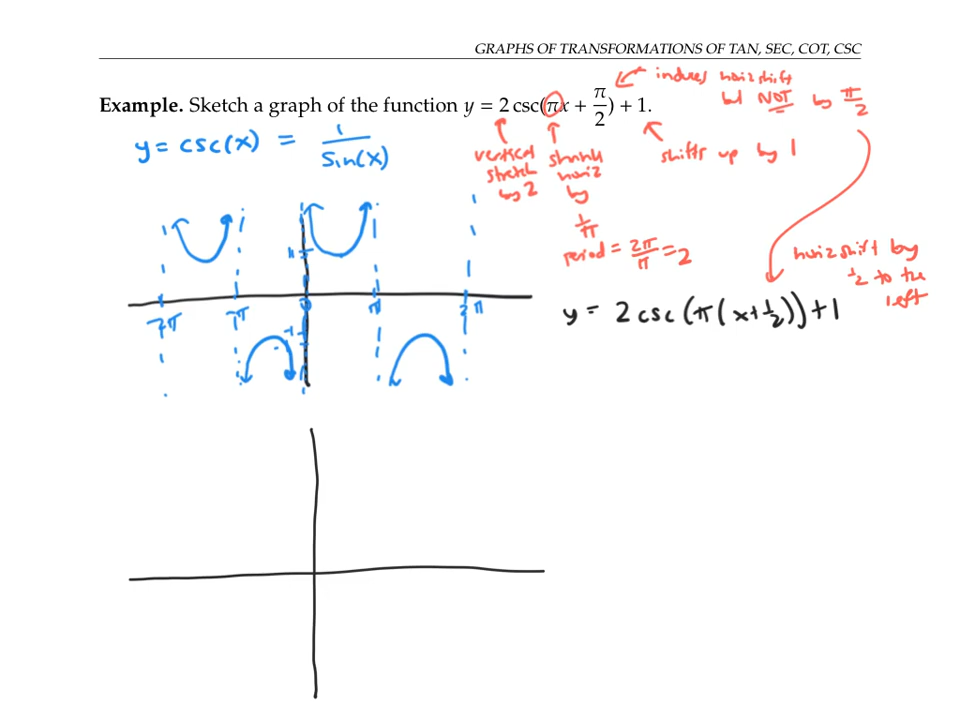 GRAPHS OF TRANSFORMATIONS OF TAN, SEC, COT, CSC
induces horiz shift
but NOT by π/2
Example. Sketch a graph of the function y = 2 csc(πx + π/2) + 1.
y = csc(x) = 1/sin(x)
vertical stretch by 2
shrink horiz by 1/π
period = 2π/π = 2
shifts up by 1
horiz shift by
1/2 to the
left
y = 2 csc(π(x+½))+1
π
2π